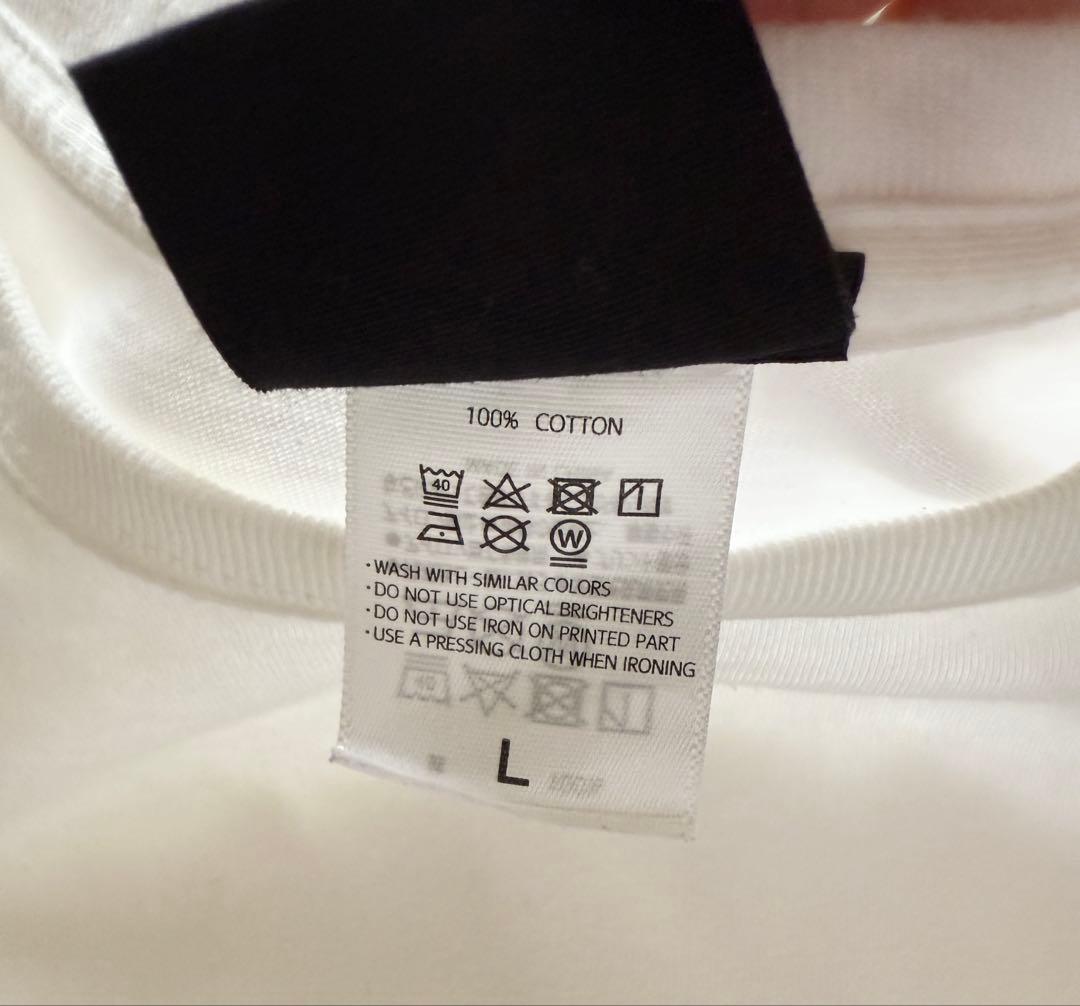 100% COTTON
40
W
·WASH WITH SIMILAR COLORS
·DO NOT USE OPTICAL BRIGHTENERS
·DO NOT USE IRON ON PRINTED PART
·USE A PRESSING CLOTH WHEN IRONING
L